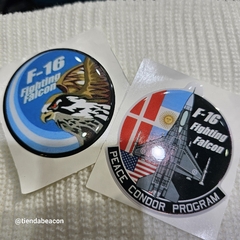 F-16
Fighting
Falcon
F-16
Fighting
Falcon
PEACE CONDOR PROGRAM
@tiendabeacon